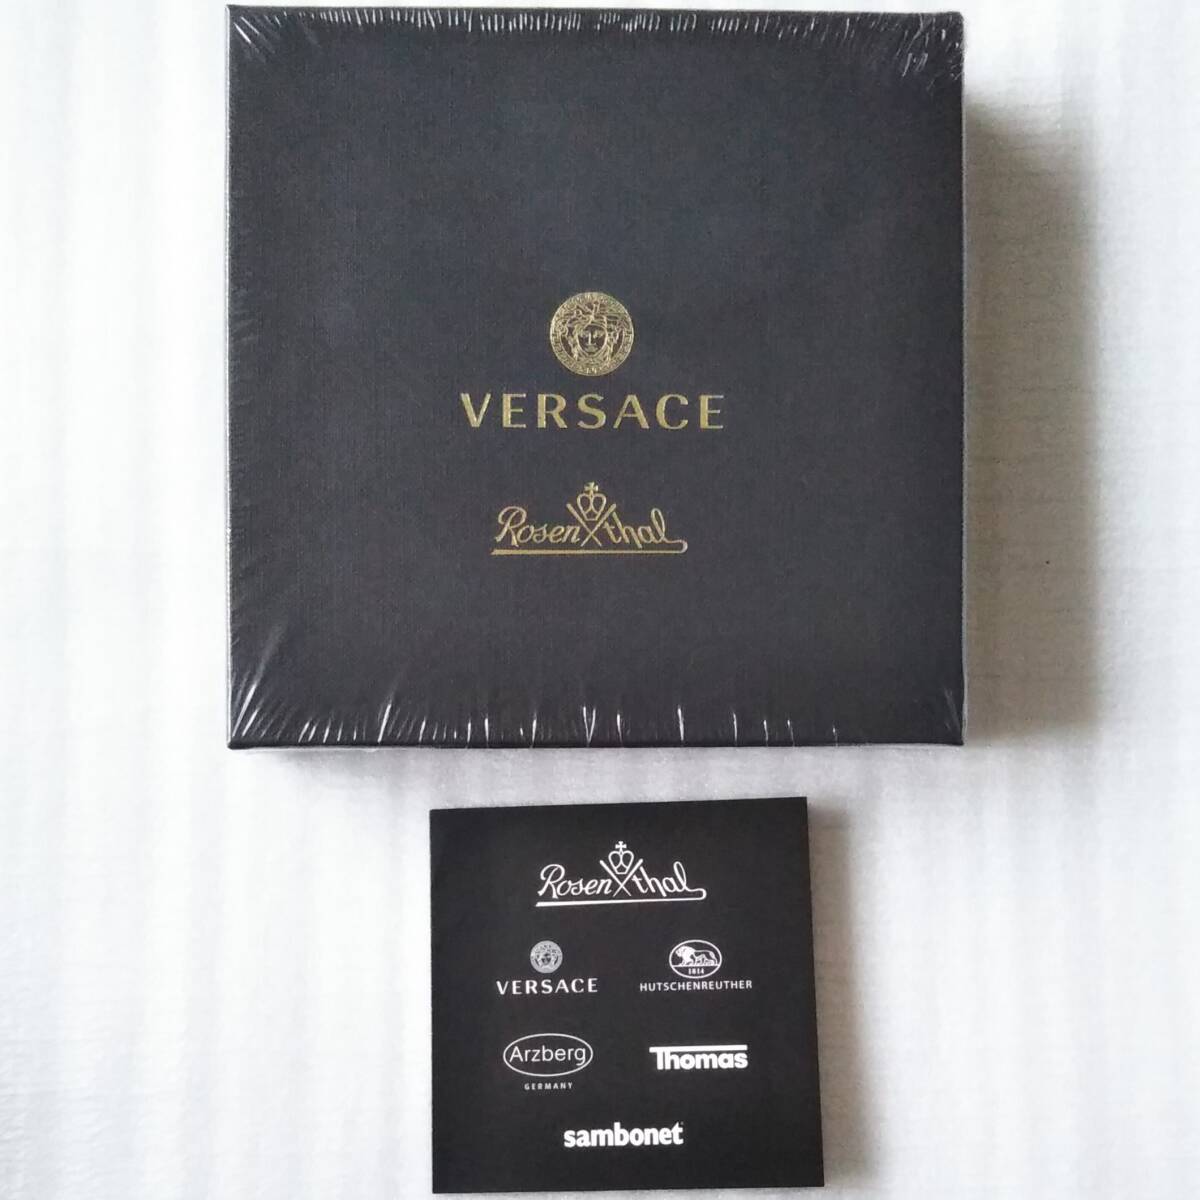 VERSACE
Rosenthal
Rosenthal
VERSACE
1814
HUTSCHENREUTHER
Arzberg
GERMANY
Thomas
sambonet